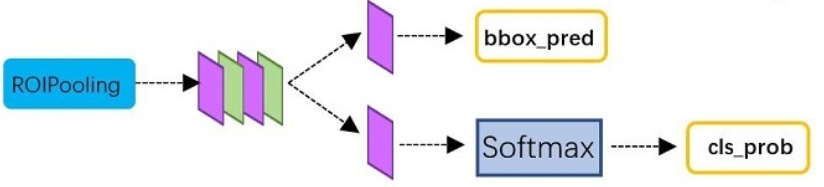 ROIPooling
bbox_pred
Softmax
cls_prob